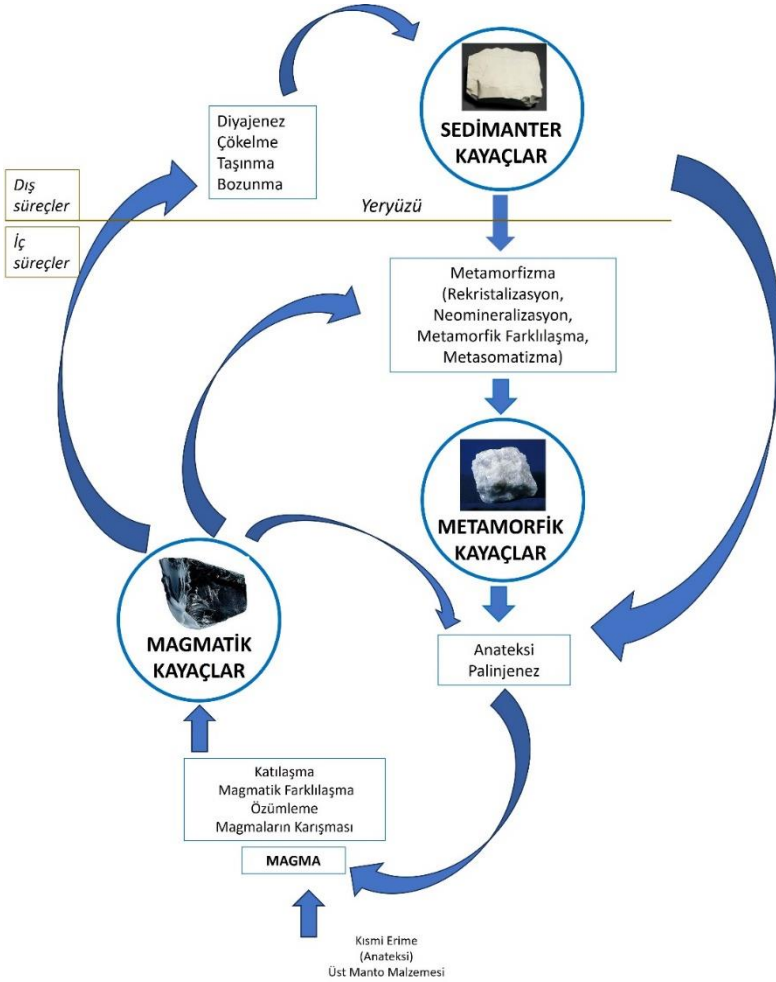 SEDİMANTER
KAYAÇLAR
Diyajenez
Çökelme
Taşınma
Bozunma
Dış
süreçler
Yeryüzü
İç
süreçler
Metamorfizma
(Rekristalizasyon,
Neomineralizasyon,
Metamorfik Farklılaşma,
Metasomatizma)
METAMORFİK
KAYAÇLAR
MAGMATİK
KAYAÇLAR
Anateksi
Palinjenez
Katılaşma
Magmatik Farklılaşma
Özümleme
Magmaların Karışması
MAGMA
Kısmi Erime
(Anateksi)
Üst Manto Malzemesi